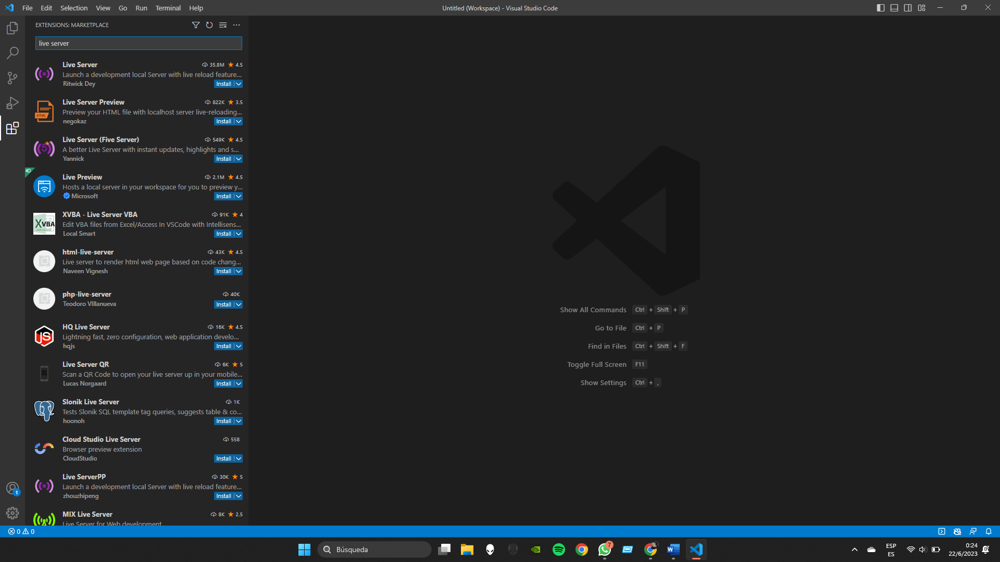 File Edit Selection View Go Run Terminal Help
Untitled (Workspace) - Visual Studio Code
EXTENSIONS: MARKETPLACE
live server
Live Server 35.8M 4.5
Launch a development local Server with live reload feature...
Ritwick Dey Install
Live Server Preview 822K 3.5
Preview your HTML file with localhost server live-reloading...
negokaz Install
HTML
Live Server (Five Server) 549K 4.5
A better Live Server with instant updates, highlights and s...
Yannick Install
5
Live Preview 2.1M 4.5
Hosts a local server in your workspace for you to preview y...
Microsoft Install
XVBA - Live Server VBA 91K 4
Edit VBA files from Excel/Access In VSCode with Intellisens...
Local Smart Install
XVBA
html-live-server 43K 4.5
Live server to render html web page based on code chang...
Naveen Vignesh Install
php-live-server 40K
Teodoro VIllanueva Install
HQ Live Server 16K 4.5
Lightning fast, zero configuration, web application develo...
hqjs Install
JS
Live Server QR 6K 5
Scan a QR Code to open your live server up in your mobile...
Lucas Norgaard Install
Slonik Live Server 1K
Tests Slonik SQL template tag queries, suggests table & co...
hoonoh Install
Cloud Studio Live Server 558
Browser preview extension
CloudStudio Install
Live ServerPP 30K 5
Launch a development local Server with live reload feature...
zhouzhipeng Install
MIX Live Server 8K 2.5
Live Server for Web development
Show All Commands Ctrl + Shift + P
Go to File Ctrl + P
Find in Files Ctrl + Shift + F
Toggle Full Screen F11
Show Settings Ctrl + ,
1
0 0
Búsqueda
7
W
ESP
ES
0:24
22/6/2023